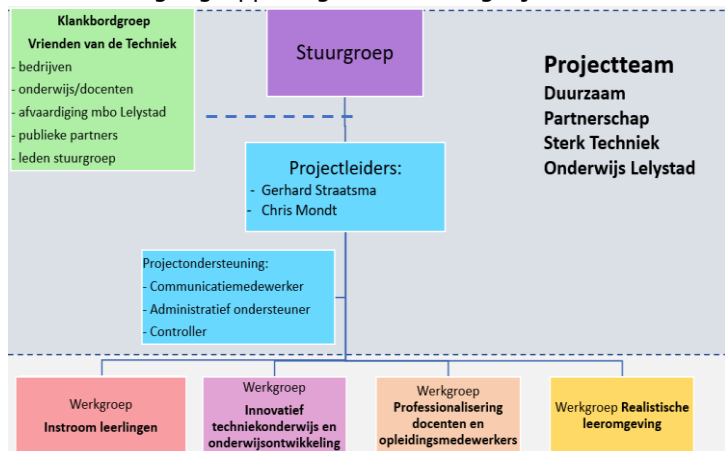 Klankbordgroep
Vrienden van de Techniek
- bedrijven
- onderwijs/docenten
- afvaardiging mbo Lelystad
- publieke partners
- leden stuurgroep
Stuurgroep
Projectteam
Duurzaam
Partnerschap
Sterk Techniek
Onderwijs Lelystad
Projectleiders:
- Gerhard Straatsma
- Chris Mondt
Projectondersteuning:
- Communicatiemedewerker
- Administratief ondersteuner
- Controller
Werkgroep
Instroom leerlingen
Werkgroep
Innovatief
techniekonderwijs en
onderwijsontwikkeling
Werkgroep
Professionalisering
docenten en
opleidingsmedewerkers
Werkgroep Realistische
leeromgeving